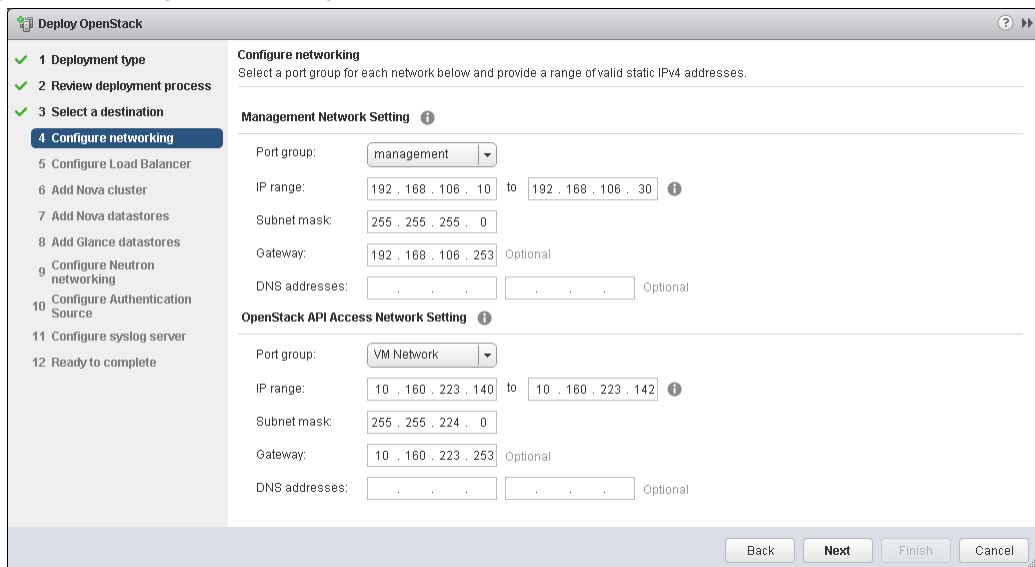 Deploy OpenStack
1 Deployment type
2 Review deployment process
3 Select a destination
4 Configure networking
5 Configure Load Balancer
6 Add Nova cluster
7 Add Nova datastores
8 Add Glance datastores
9 Configure Neutron networking
10 Configure Authentication Source
11 Configure syslog server
12 Ready to complete
Configure networking
Select a port group for each network below and provide a range of valid static IPv4 addresses.
Management Network Setting
Port group: management
IP range: 192 . 168 . 106 . 10 to 192 . 168 . 106 . 30
Subnet mask: 255 . 255 . 255 . 0
Gateway: 192 . 168 . 106 . 253 Optional
DNS addresses: . . . . . . Optional
OpenStack API Access Network Setting
Port group: VM Network
IP range: 10 . 160 . 223 . 140 to 10 . 160 . 223 . 142
Subnet mask: 255 . 255 . 224 . 0
Gateway: 10 . 160 . 223 . 253 Optional
DNS addresses: . . . . . . Optional
Back Next Finish Cancel